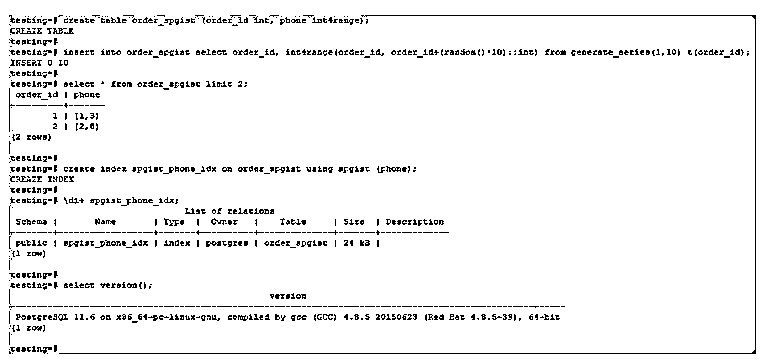 testing=# create table order_spgist (order_id int, phone int4range);
CREATE TABLE
testing=#
testing=# insert into order_spgist select order_id, int4range(order_id, order_id+(random()*10)::int) from generate_series(1,10) t(order_id);
INSERT 0 10
testing=#
testing=# select * from order_spgist limit 2;
order_id | phone
----------+-------
1 | [1,3)
2 | [2,6)
(2 rows)
testing=#
testing=# create index spgist_phone_idx on order_spgist using spgist (phone);
CREATE INDEX
testing=#
testing=# \di+ spgist_phone_idx;
List of relations
Schema | Name | Type | Owner | Table | Size | Description
--------+------------------+-------+----------+--------------+-------+-------------
public | spgist_phone_idx | index | postgres | order_spgist | 24 kB |
(1 row)
testing=#
testing=# select version();
version
---------------------------------------------------------------------------------------------------------
PostgreSQL 11.6 on x86_64-pc-linux-gnu, compiled by gcc (GCC) 4.8.5 20150623 (Red Hat 4.8.5-39), 64-bit
(1 row)
testing=#